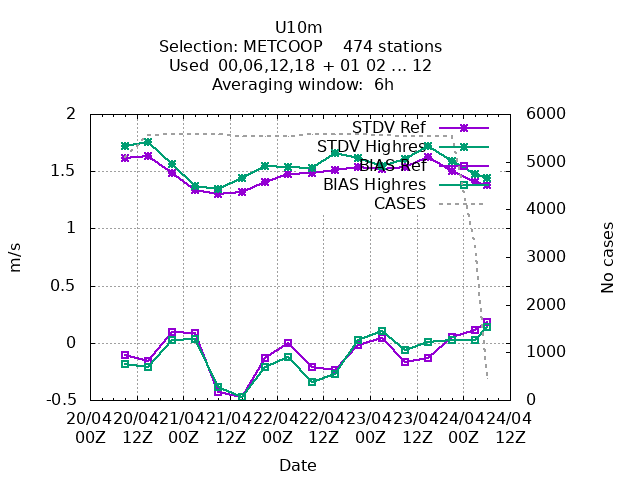 U10m
Selection: METCOOP    474 stations
Used  00,06,12,18 + 01 02 ... 12
Averaging window:  6h
STDV Ref
STDV Highres
BIAS Ref
BIAS Highres
CASES
2
1.5
1
0.5
0
-0.5
m/s
6000
5000
4000
3000
2000
1000
0
No cases
20/04 20/04 21/04 21/04 22/04 22/04 23/04 23/04 24/04 24/04
00Z 12Z 00Z 12Z 00Z 12Z 00Z 12Z 00Z 12Z
Date